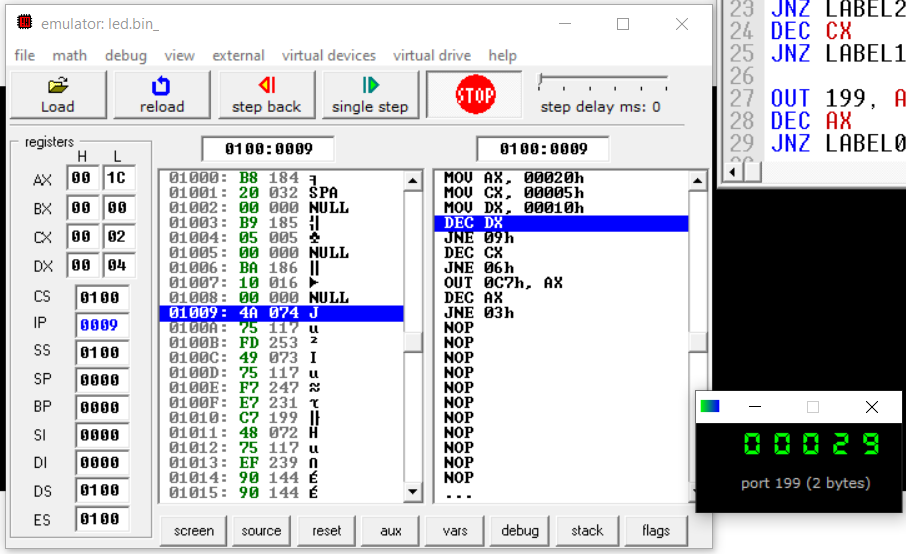 emulator: led.bin_
file math debug view external virtual devices virtual drive help
Load reload step back single step STOP step delay ms: 0
registers
H L
AX 00 1C
BX 00 00
CX 00 02
DX 00 04
CS 0100
IP 0009
SS 0100
SP 0000
BP 0000
SI 0000
DI 0000
DS 0100
ES 0100
0100:0009
01000: B8 184 ╕
01001: 20 032 SPA
01002: 00 000 NULL
01003: B9 185 ╣
01004: 05 005 ♣
01005: 00 000 NULL
01006: BA 186 ║
01007: 10 016 ►
01008: 00 000 NULL
01009: 4A 074 J
0100A: 75 117 u
0100B: FD 253 ²
0100C: 49 073 I
0100D: 75 117 u
0100E: F7 247 ≈
0100F: E7 231 τ
01010: C7 199 ╟
01011: 48 072 H
01012: 75 117 u
01013: EF 239 ∩
01014: 90 144 É
01015: 90 144 É
0100:0009
MOV AX, 00020h
MOV CX, 00005h
MOV DX, 00010h
DEC DX
JNE 09h
DEC CX
JNE 06h
OUT 0C7h, AX
DEC AX
JNE 03h
NOP
NOP
NOP
NOP
NOP
NOP
NOP
NOP
NOP
NOP
NOP
...
screen source reset aux vars debug stack flags
23 JNZ LABEL2
24 DEC CX
25 JNZ LABEL1
26
27 OUT 199, A
28 DEC AX
29 JNZ LABEL0
00029
port 199 (2 bytes)